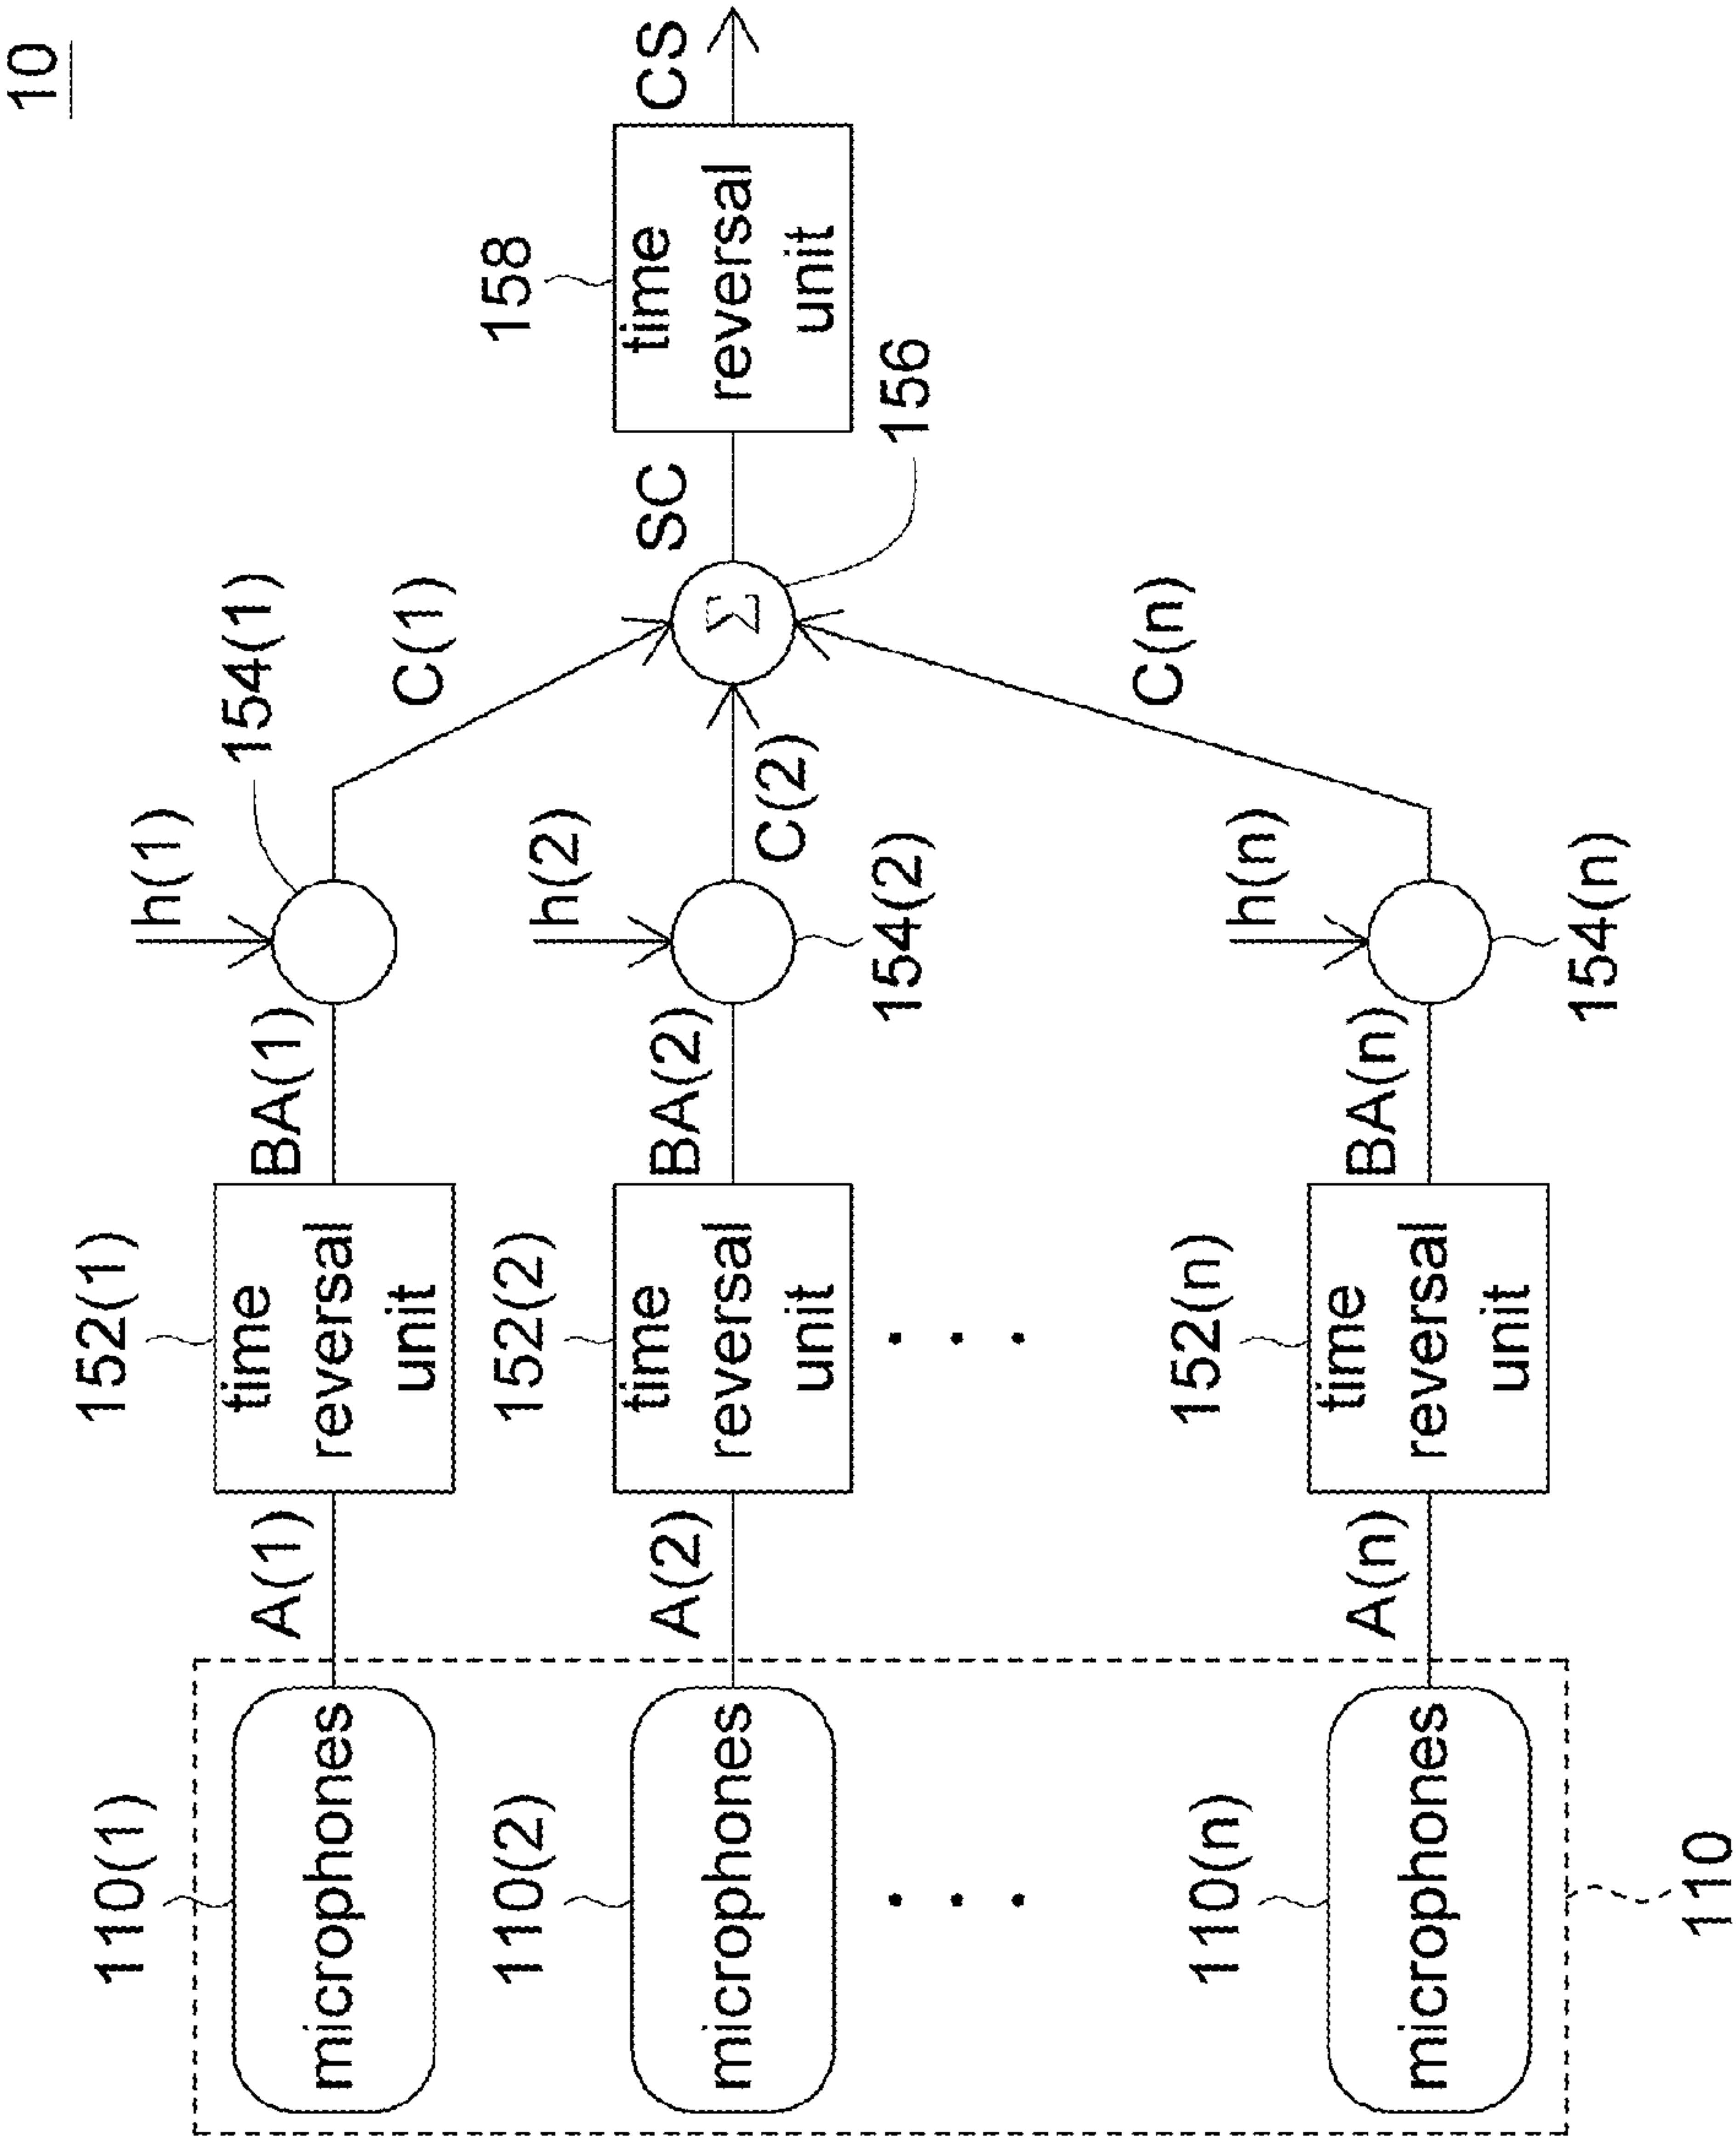 10
110(1)
microphones
A(1)
152(1)
time
reversal
unit
BA(1)
h(1)
154(1)
C(1)
110(2)
microphones
A(2)
152(2)
time
reversal
unit
BA(2)
h(2)
154(2)
C(2)
Σ
156
SC
158
time
reversal
unit
CS
. . .
. . .
110(n)
microphones
A(n)
152(n)
time
reversal
unit
BA(n)
h(n)
154(n)
C(n)
110